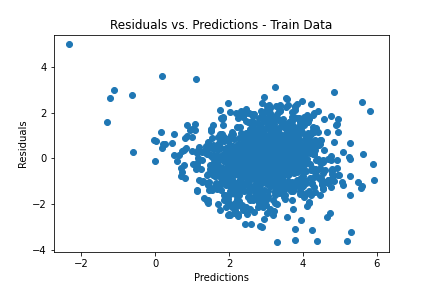 Residuals vs. Predictions - Train Data
4
2
0
−2
−4
Residuals
−2 0 2 4 6
Predictions